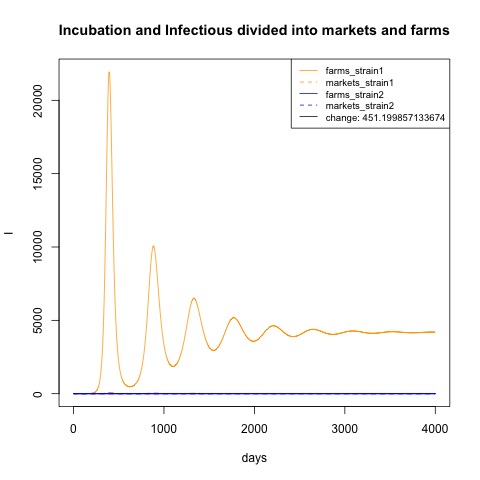 Incubation and Infectious divided into markets and farms
farms_strain1
markets_strain1
farms_strain2
markets_strain2
change: 451.199857133674
20000
15000
10000
5000
0
I
0 1000 2000 3000 4000
days